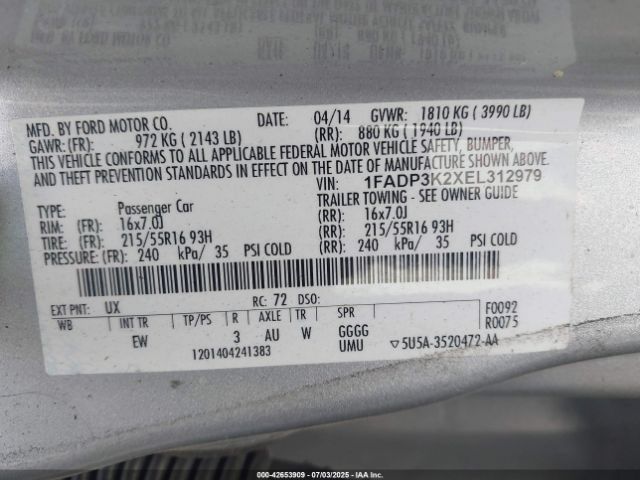 MFD. BY FORD MOTOR CO. DATE: 04/14 GVWR: 1810 KG ( 3990 LB)
GAWR: (FR): 972 KG ( 2143 LB) (RR): 880 KG ( 1940 LB)
THIS VEHICLE CONFORMS TO ALL APPLICABLE FEDERAL MOTOR VEHICLE SAFETY, BUMPER,
AND THEFT PREVENTION STANDARDS IN EFFECT ON THE DATE OF MANUFACTURE SHOWN ABOVE.
VIN: 1FADP3K2XEL312979
TYPE: Passenger Car TRAILER TOWING - SEE OWNER GUIDE
RIM: (FR): 16x7.0J (RR): 16x7.0J
TIRE: (FR): 215/55R16 93H (RR): 215/55R16 93H
PRESSURE: (FR): 240 kPa/ 35 PSI COLD (RR): 240 kPa/ 35 PSI COLD
EXT PNT: UX RC: 72 DSO: F0092
WB INT TR TP/PS R AXLE TR SPR R0075
EW 3 AU W GGGG
1201404241383 UMU ▽5U5A-3520472-AA
000-42653909 - 07/03/2025 - IAAI.COM